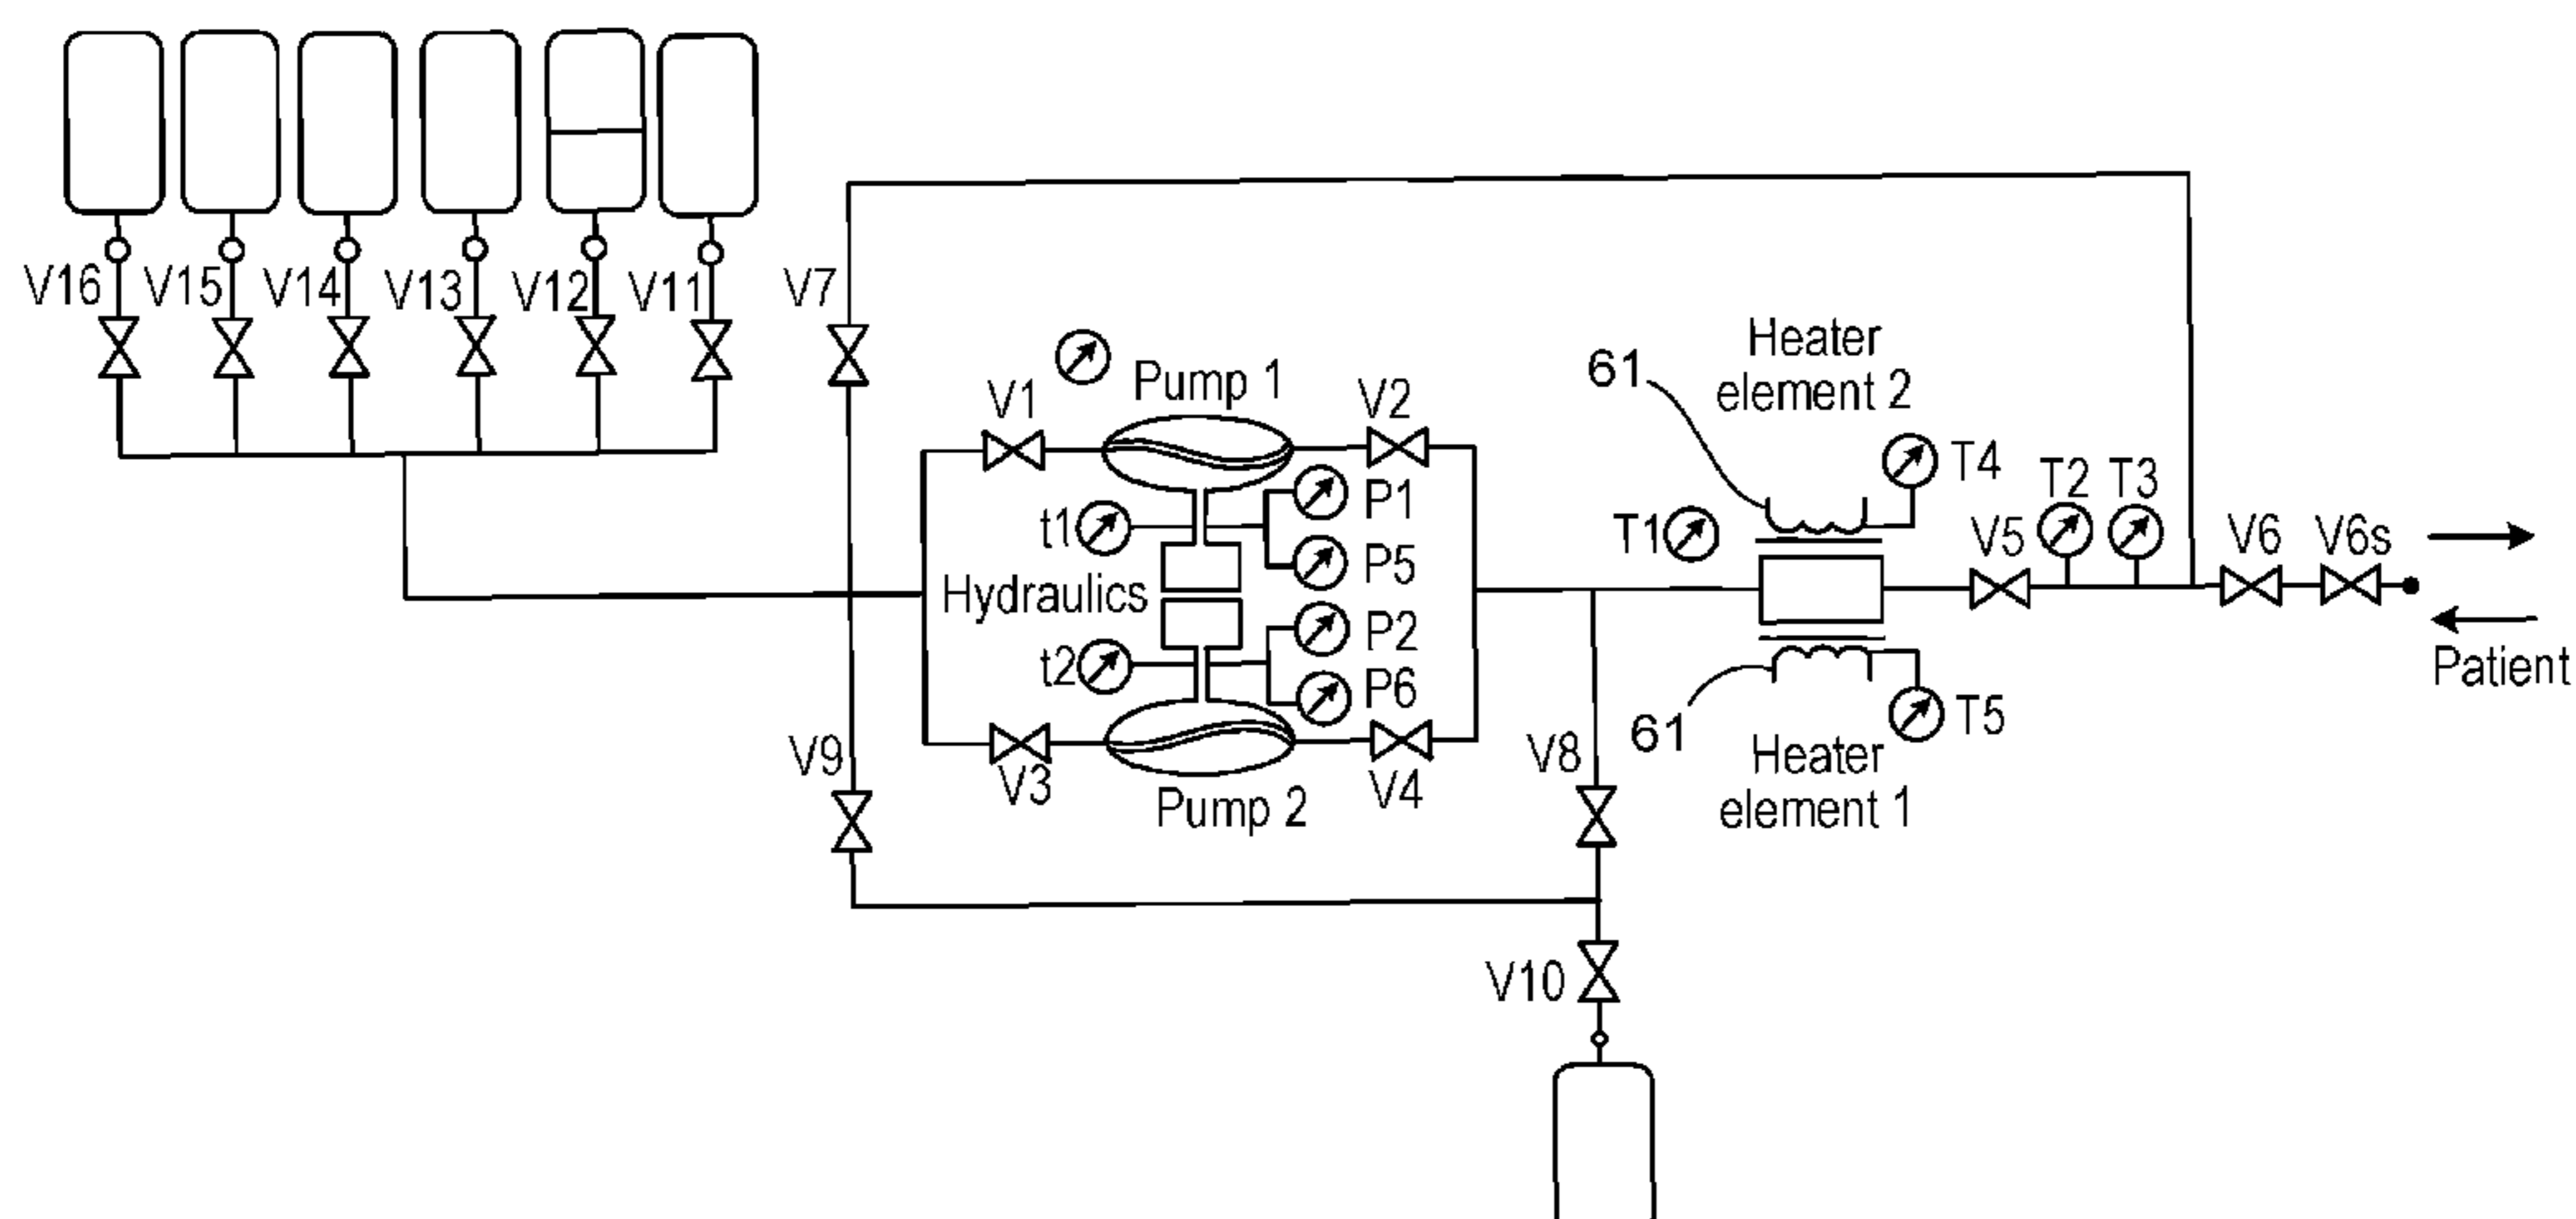 V16
V15
V14
V13
V12
V11
V7
V1
Pump 1
V2
61
Heater
element 2
T4
T2
T3
t1
P1
P5
T1
V5
V6
V6s
Hydraulics
t2
P2
P6
Patient
V9
V3
Pump 2
V4
V8
61
Heater
element 1
T5
V10